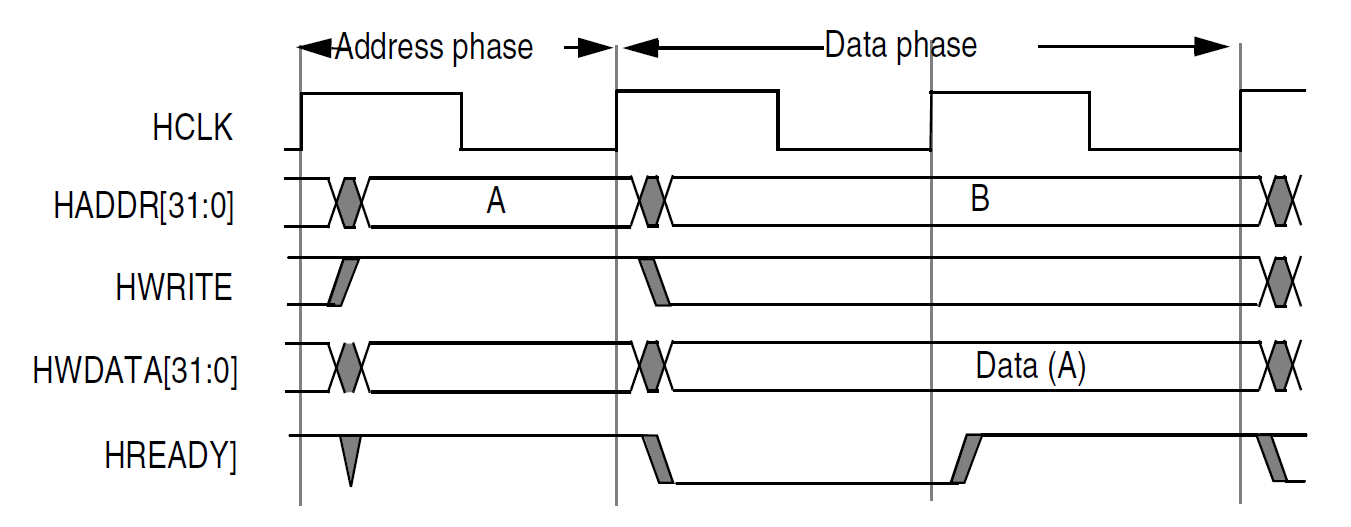 Address phase
Data phase
HCLK
HADDR[31:0]
A
B
HWRITE
HWDATA[31:0]
Data (A)
HREADY]